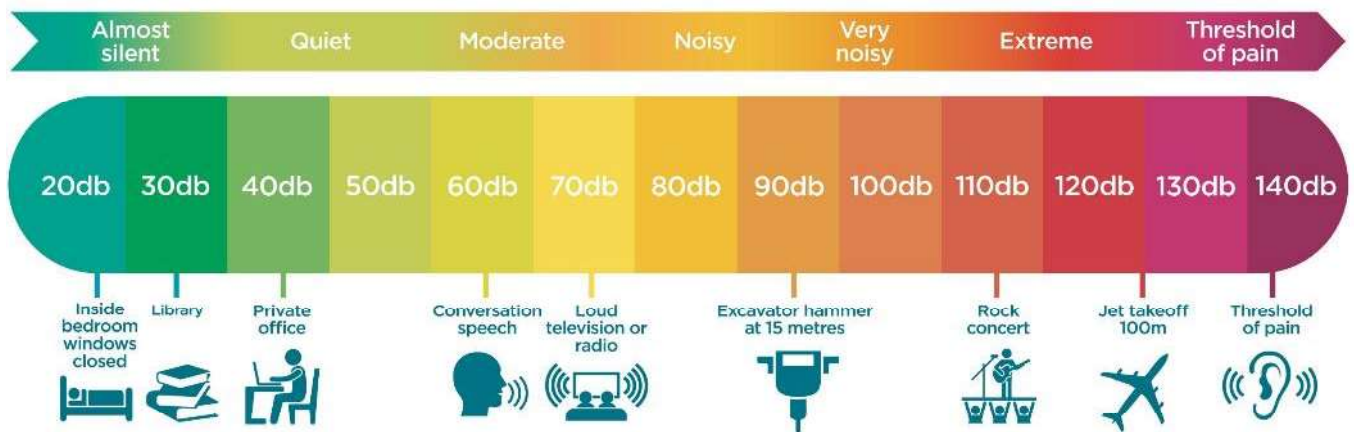 Almost
silent
Quiet
Moderate
Noisy
Very
noisy
Extreme
Threshold
of pain
20db
30db
40db
50db
60db
70db
80db
90db
100db
110db
120db
130db
140db
Inside
bedroom
windows
closed
Library
Private
office
Conversation
speech
Loud
television or
radio
Excavator hammer
at 15 metres
Rock
concert
Jet takeoff
100m
Threshold
of pain